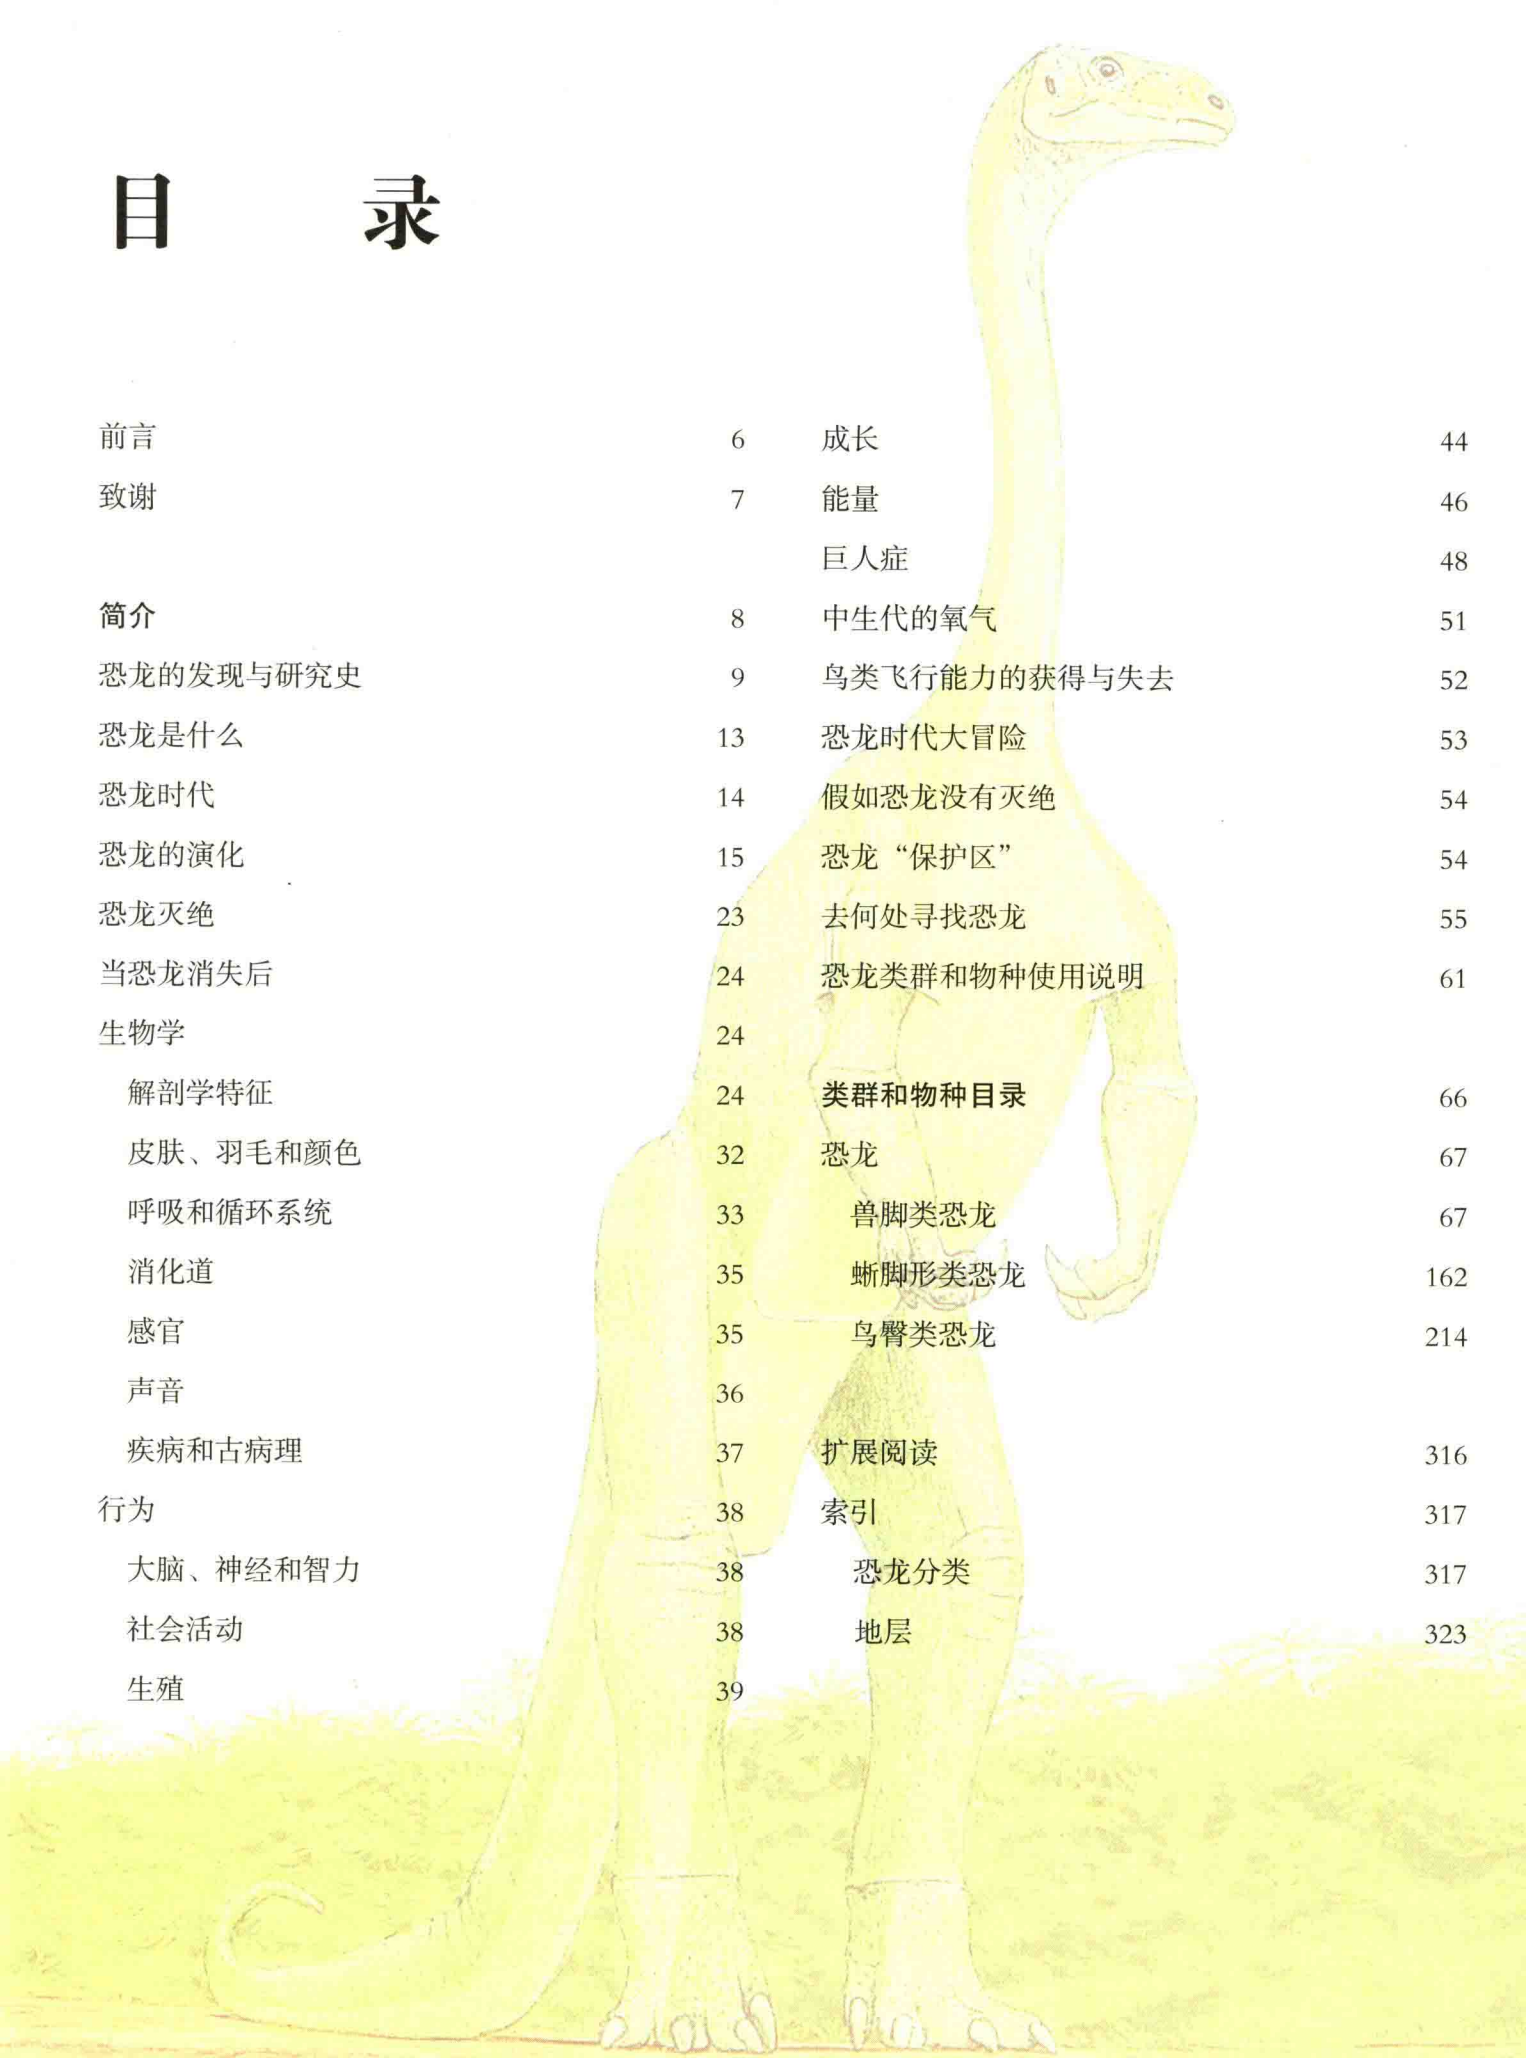 目 录
前言 6
致谢 7
简介 8
恐龙的发现与研究史 9
恐龙是什么 13
恐龙时代 14
恐龙的演化 15
恐龙灭绝 23
当恐龙消失后 24
生物学 24
解剖学特征 24
皮肤、羽毛和颜色 32
呼吸和循环系统 33
消化道 35
感官 35
声音 36
疾病和古病理 37
行为 38
大脑、神经和智力 38
社会活动 38
生殖 39
成长 44
能量 46
巨人症 48
中生代的氧气 51
鸟类飞行能力的获得与失去 52
恐龙时代大冒险 53
假如恐龙没有灭绝 54
恐龙“保护区” 54
去何处寻找恐龙 55
恐龙类群和物种使用说明 61
类群和物种目录 66
恐龙 67
兽脚类恐龙 67
蜥脚形类恐龙 162
鸟臀类恐龙 214
扩展阅读 316
索引 317
恐龙分类 317
地层 323